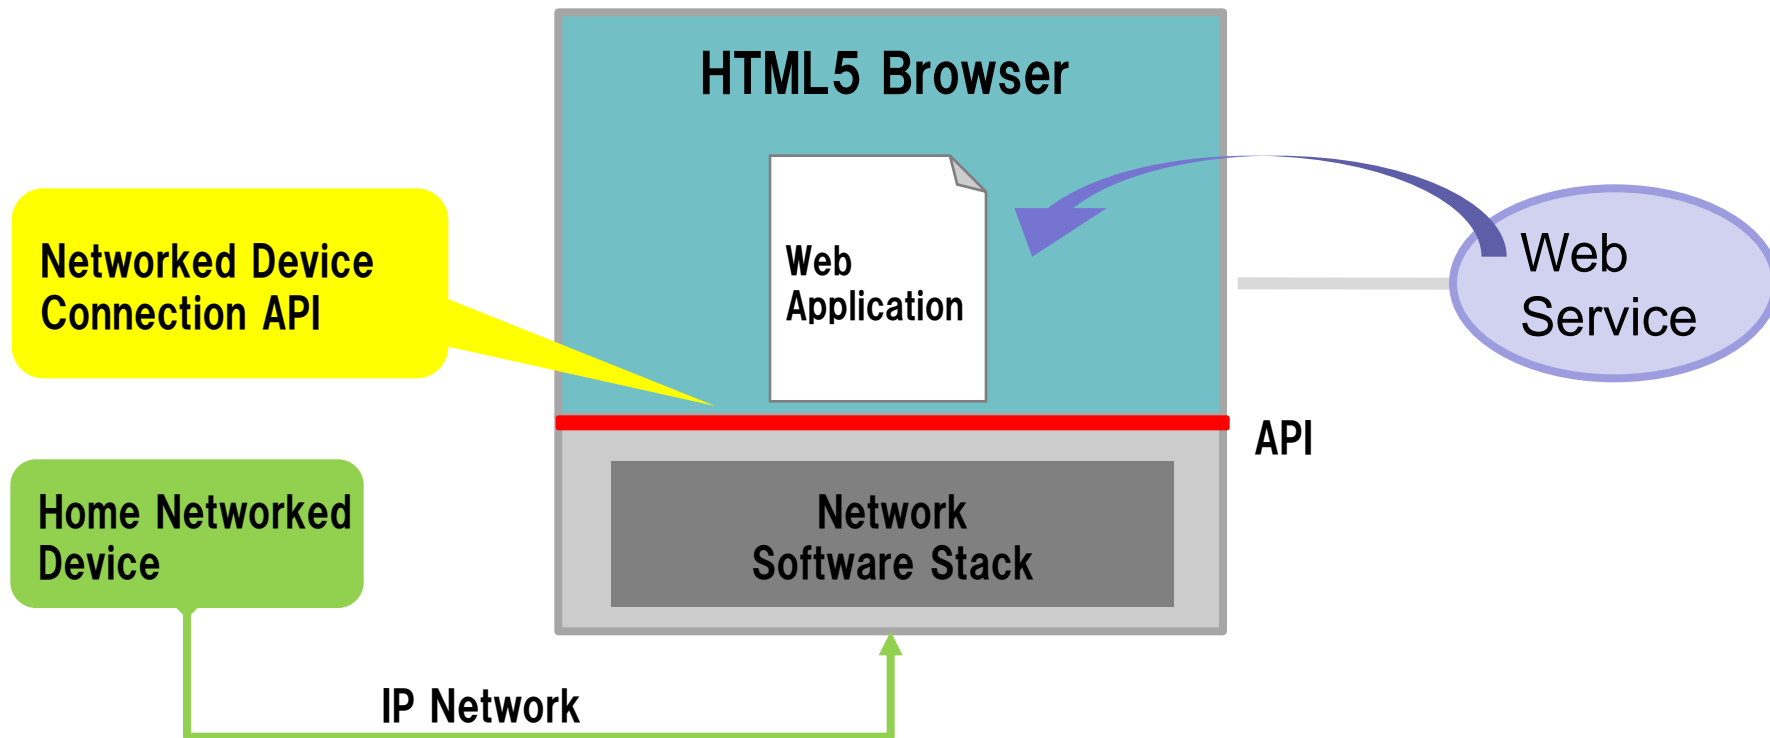 HTML5 Browser
Networked Device
Connection API
Web
Application
Web
Service
API
Home Networked
Device
Network
Software Stack
IP Network